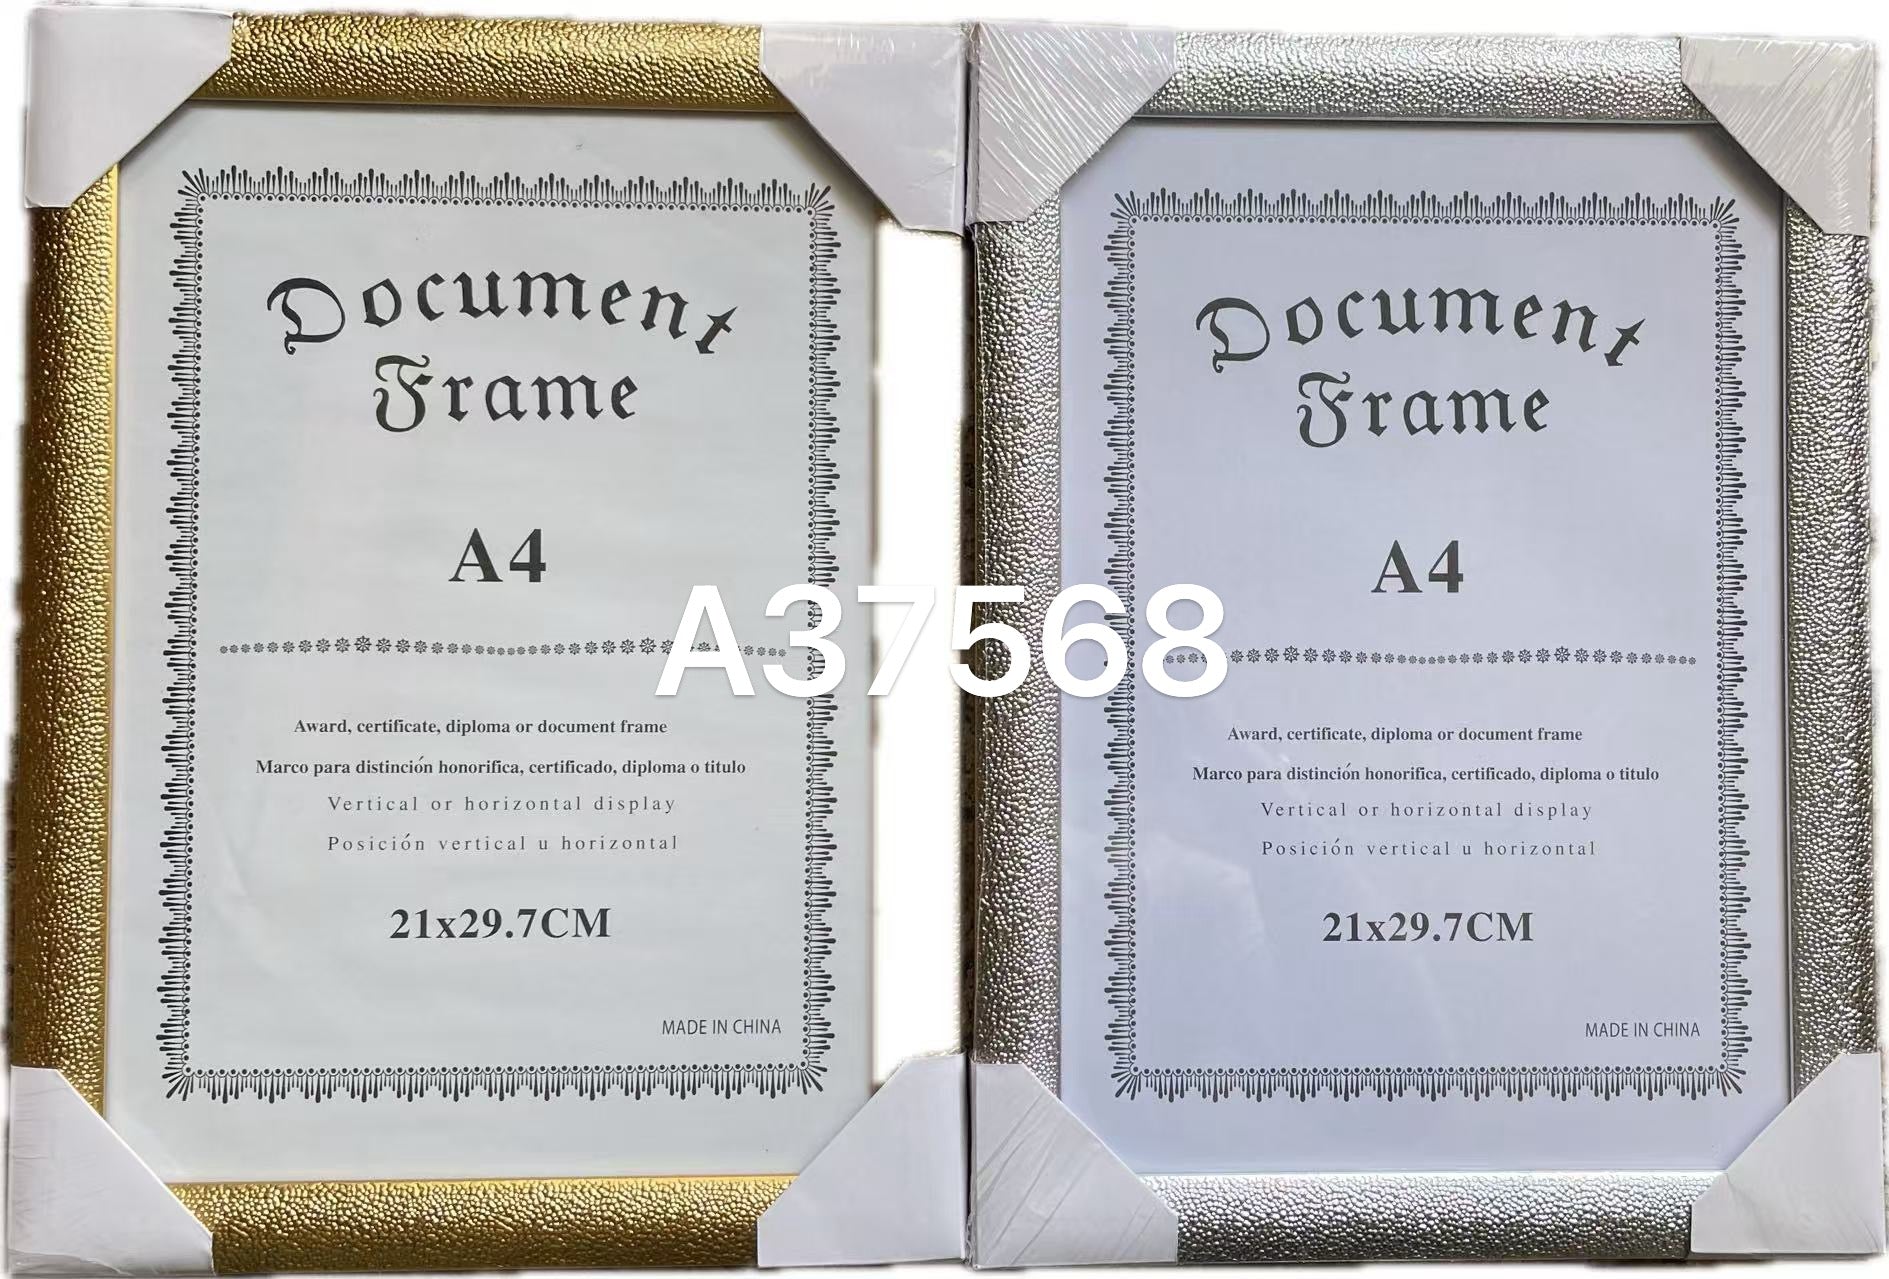 Document
Frame
A4
Award, certificate, diploma or document frame
Marco para distinción honorifica, certificado, diploma o titulo
Vertical or horizontal display
Posición vertical u horizontal
21x29.7CM
MADE IN CHINA
Document
Frame
A4
Award, certificate, diploma or document frame
Marco para distinción honorifica, certificado, diploma o titulo
Vertical or horizontal display
Posición vertical u horizontal
21x29.7CM
MADE IN CHINA
A37568